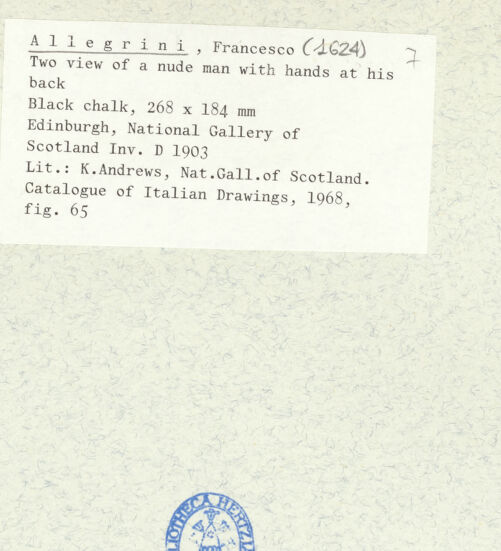 Allegrini, Francesco (1624) 7
Two view of a nude man with hands at his
back
Black chalk, 268 x 184 mm
Edinburgh, National Gallery of
Scotland Inv. D 1903
Lit.: K.Andrews, Nat.Gall.of Scotland.
Catalogue of Italian Drawings, 1968,
fig. 65
BIBLIOTHECA HERTZI